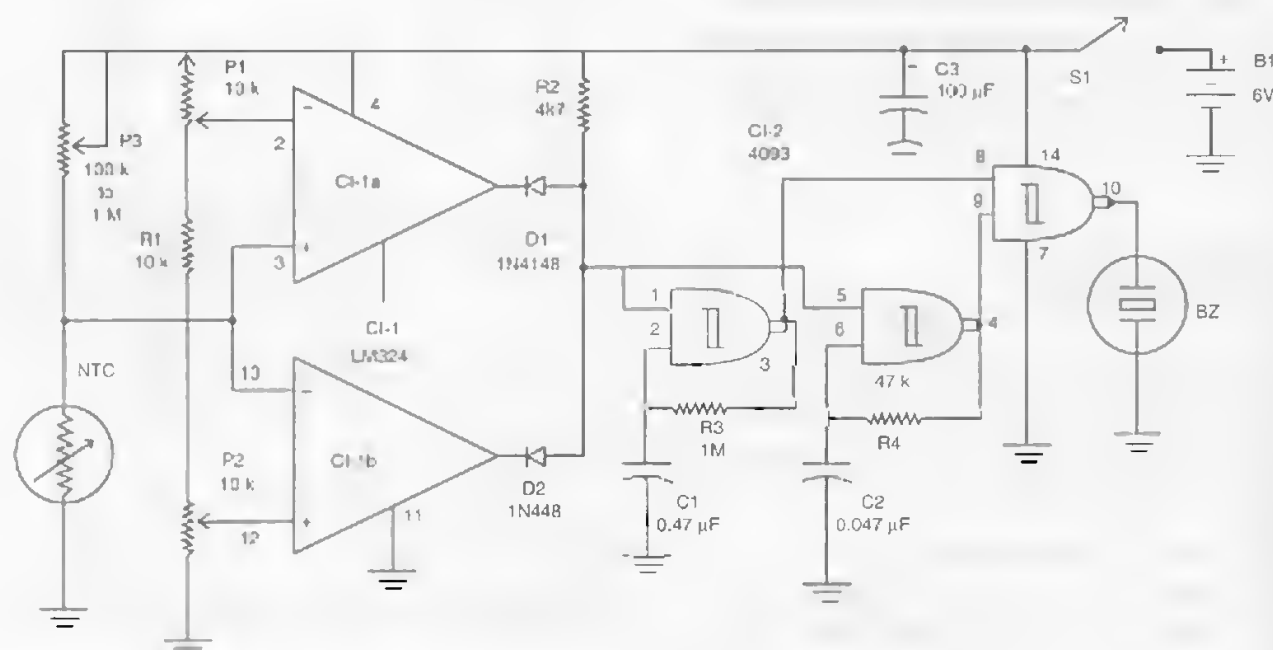 P1
10 k
4
P3
100 k
to
1 M
2
CI-1a
3
R1
10 k
R2
4k7
D1
1N4148
CI-1
LM324
NTC
13
CI-1b
P2
10 k
12
11
D2
1N448
C3
100 µF
CI-2
4093
S1
+
B1
6V
8
14
9
10
7
BZ
1
2
3
5
6
4
47 k
R3
1M
R4
C1
0.47 µF
C2
0.047 µF